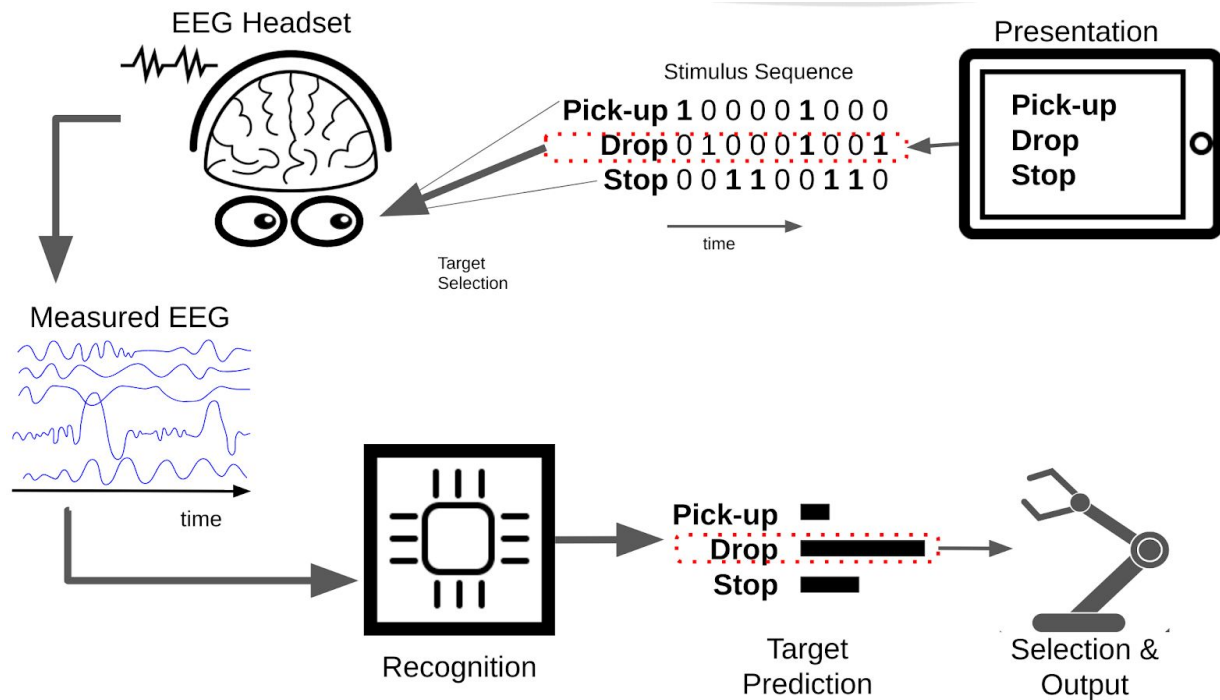 EEG Headset
Presentation
Stimulus Sequence
Pick-up 1 0 0 0 0 1 0 0 0
Drop 0 1 0 0 0 1 0 0 1
Stop 0 0 1 1 0 0 1 1 0
time
Pick-up
Drop
Stop
Target
Selection
Measured EEG
time
Recognition
Pick-up
Drop
Stop
Target
Prediction
Selection &
Output